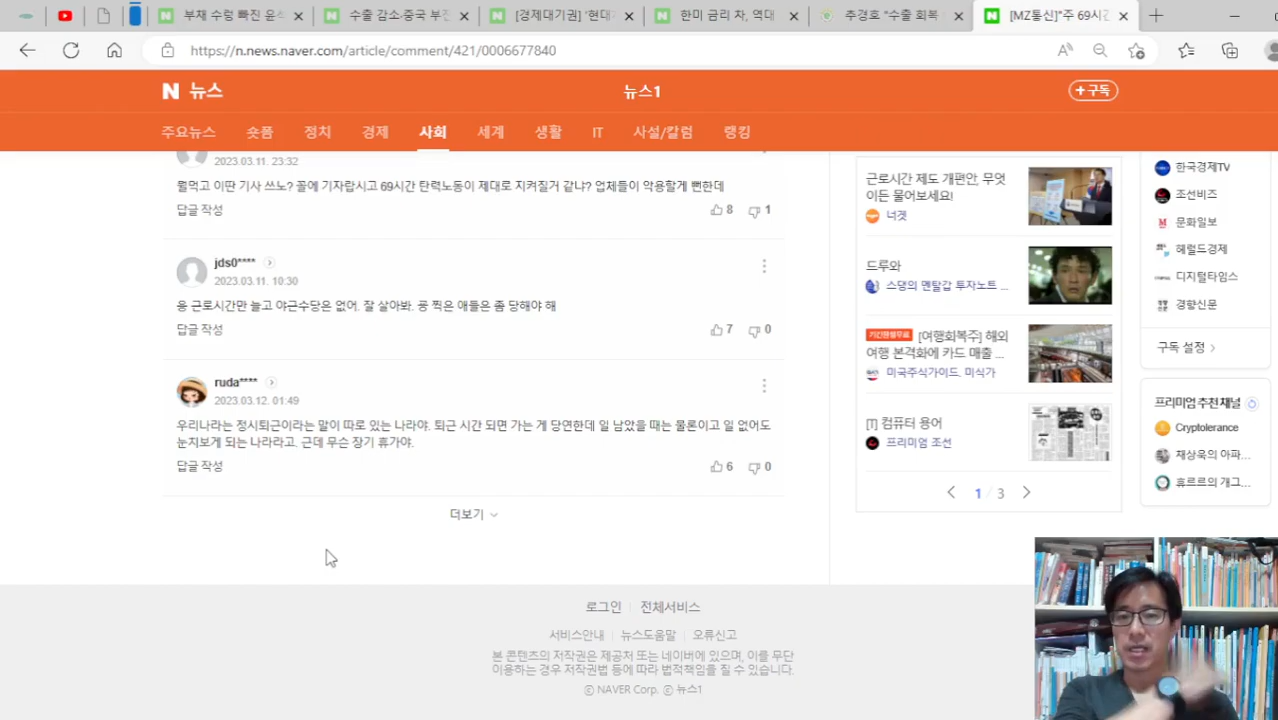 부채 수렁 빠진 윤석
수출 감소·중국 부진
[경제대기권] '현대
한미 금리 차, 역대
추경호 "수출 회복
[MZ통신]"주 69시간
https://n.news.naver.com/article/comment/421/0006677840
N 뉴스
뉴스1
+ 구독
주요뉴스 숏폼 정치 경제 사회 세계 생활 IT 사설/칼럼 랭킹
2023.03.11. 23:32
뭘먹고 이딴 기사 쓰노? 꼴에 기자랍시고 69시간 탄력노동이 제대로 지켜질거 같냐? 업체들이 악용할게 뻔한데
답글 작성
8 1
jds0****
2023.03.11. 10:30
응 근로시간만 늘고 야근수당은 없어. 잘 살아봐. 굥 찍은 애들은 좀 당해야 해
답글 작성
7 0
ruda****
2023.03.12. 01:49
우리나라는 정시퇴근이라는 말이 따로 있는 나라야. 퇴근 시간 되면 가는 게 당연한데 일 남았을 때는 물론이고 일 없어도
눈치보게 되는 나라라고. 근데 무슨 장기 휴가야.
답글 작성
6 0
더보기
근로시간 제도 개편안, 무엇
이든 물어보세요!
너겟
드루와
스댕의 멘탈갑 투자노트 ...
기간한정무료 [여행회복주] 해외
여행 본격화에 카드 매출 ...
미국주식가이드. 미식가
[T] 컴퓨터 용어
프리미엄 조선
1 / 3
한국경제TV
조선비즈
문화일보
헤럴드경제
디지털타임스
경향신문
구독 설정
프리미엄 추천 채널
Cryptolerance
채상욱의 아파...
휴르르의 개그...
로그인 전체서비스
서비스안내 뉴스도움말 오류신고
본 콘텐츠의 저작권은 제공처 또는 네이버에 있으며, 이를 무단
이용하는 경우 저작권법 등에 따라 법적책임을 질 수 있습니다.
ⓒ NAVER Corp. ⓒ 뉴스1